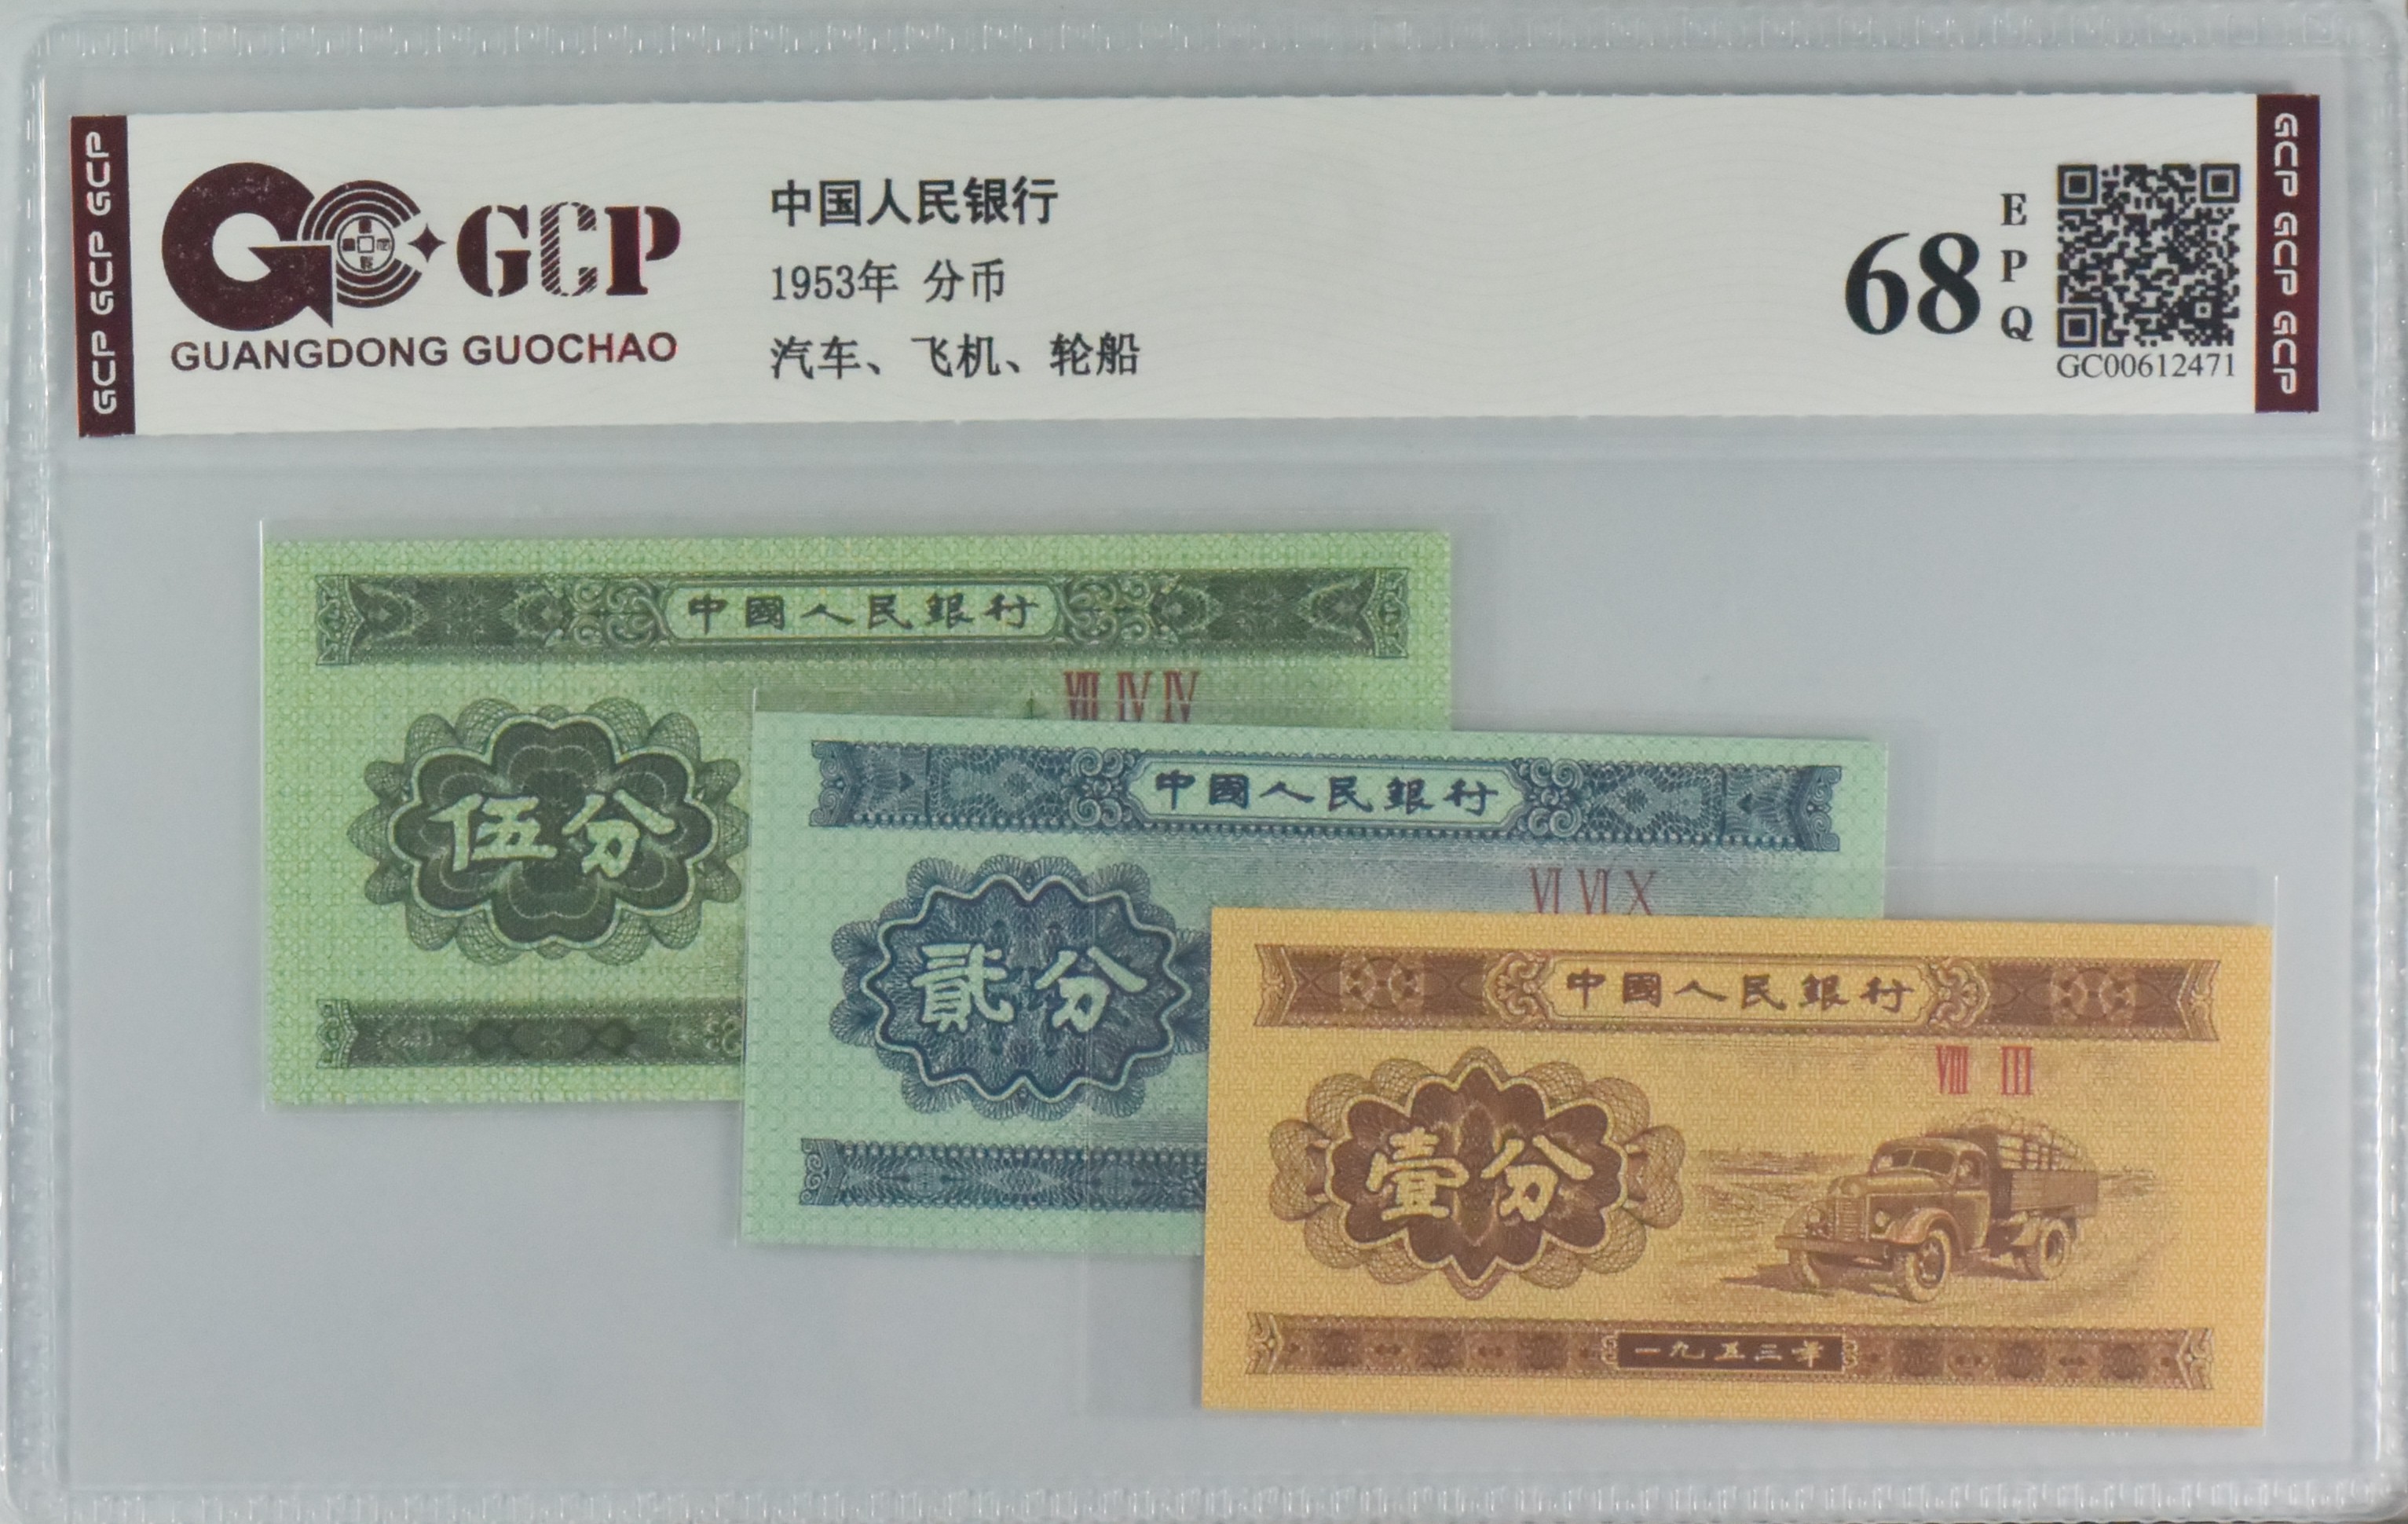 GCP GCP GCP
GCP
GUANGDONG GUOCHAO
中国人民银行
1953年 分币
汽车、飞机、轮船
68
E
P
Q
GC00612471
GCP GCP GCP
中國人民銀行
VII IV IV
伍分
中國人民銀行
VI VI X
貳分
中國人民銀行
VIII III
壹分
一九五三年